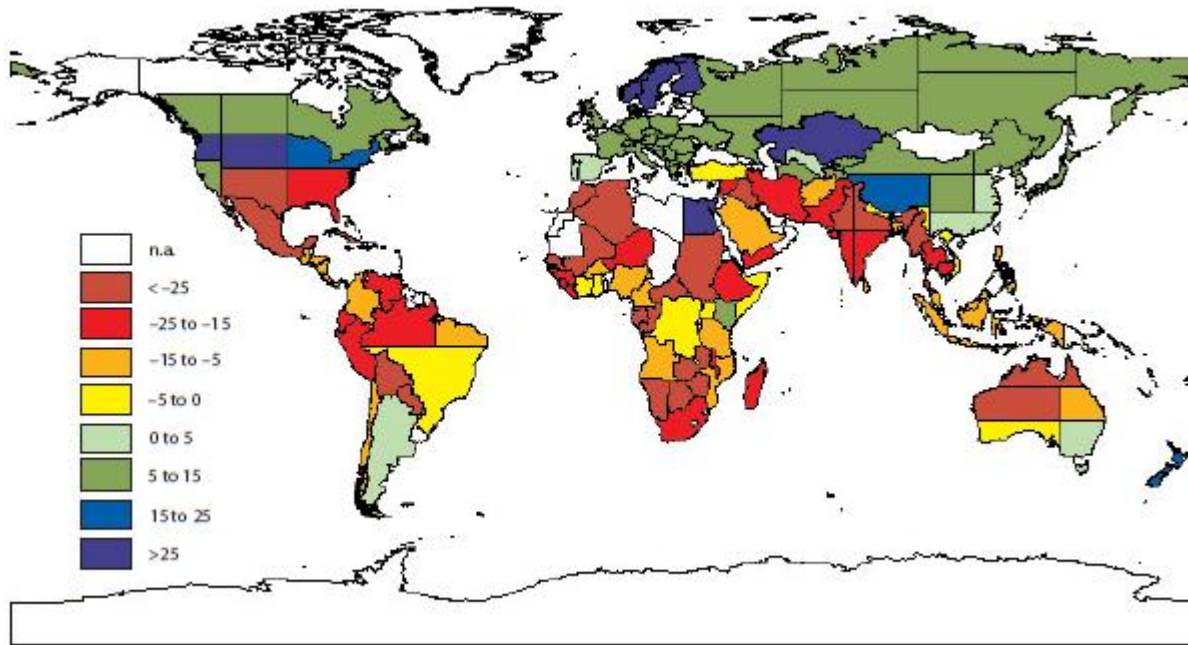 n.a.
< –25
–25 to –15
–15 to –5
–5 to 0
0 to 5
5 to 15
15 to 25
>25